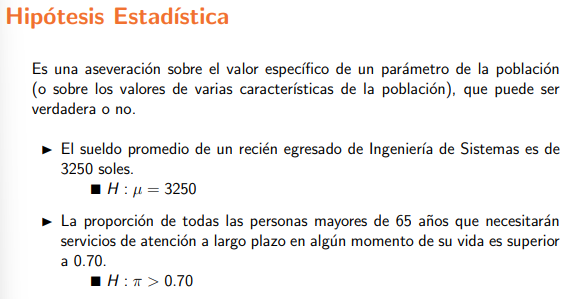 Hipótesis Estadística
Es una aseveración sobre el valor específico de un parámetro de la población
(o sobre los valores de varias características de la población), que puede ser
verdadera o no.
► El sueldo promedio de un recién egresado de Ingeniería de Sistemas es de
3250 soles.
■ H : μ = 3250
► La proporción de todas las personas mayores de 65 años que necesitarán
servicios de atención a largo plazo en algún momento de su vida es superior
a 0.70.
■ H : π > 0.70